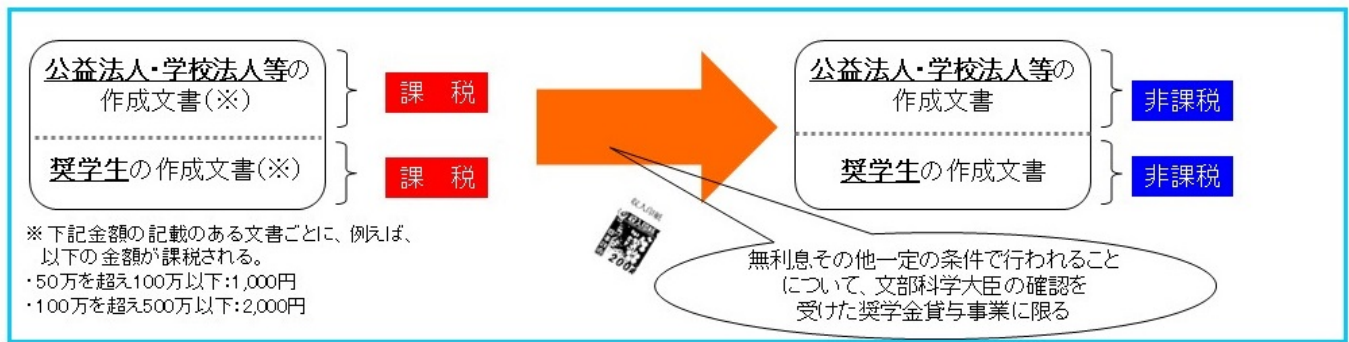 公益法人・学校法人等の
作成文書(※)
課 税
奨学生の作成文書(※)
課 税
※下記金額の記載のある文書ごとに、例えば、
以下の金額が課税される。
・50万を超え100万以下:1,000円
・100万を超え500万以下:2,000円
収入印紙
200
公益法人・学校法人等の
作成文書
非課税
奨学生の作成文書
非課税
無利息その他一定の条件で行われること
について、文部科学大臣の確認を
受けた奨学金貸与事業に限る